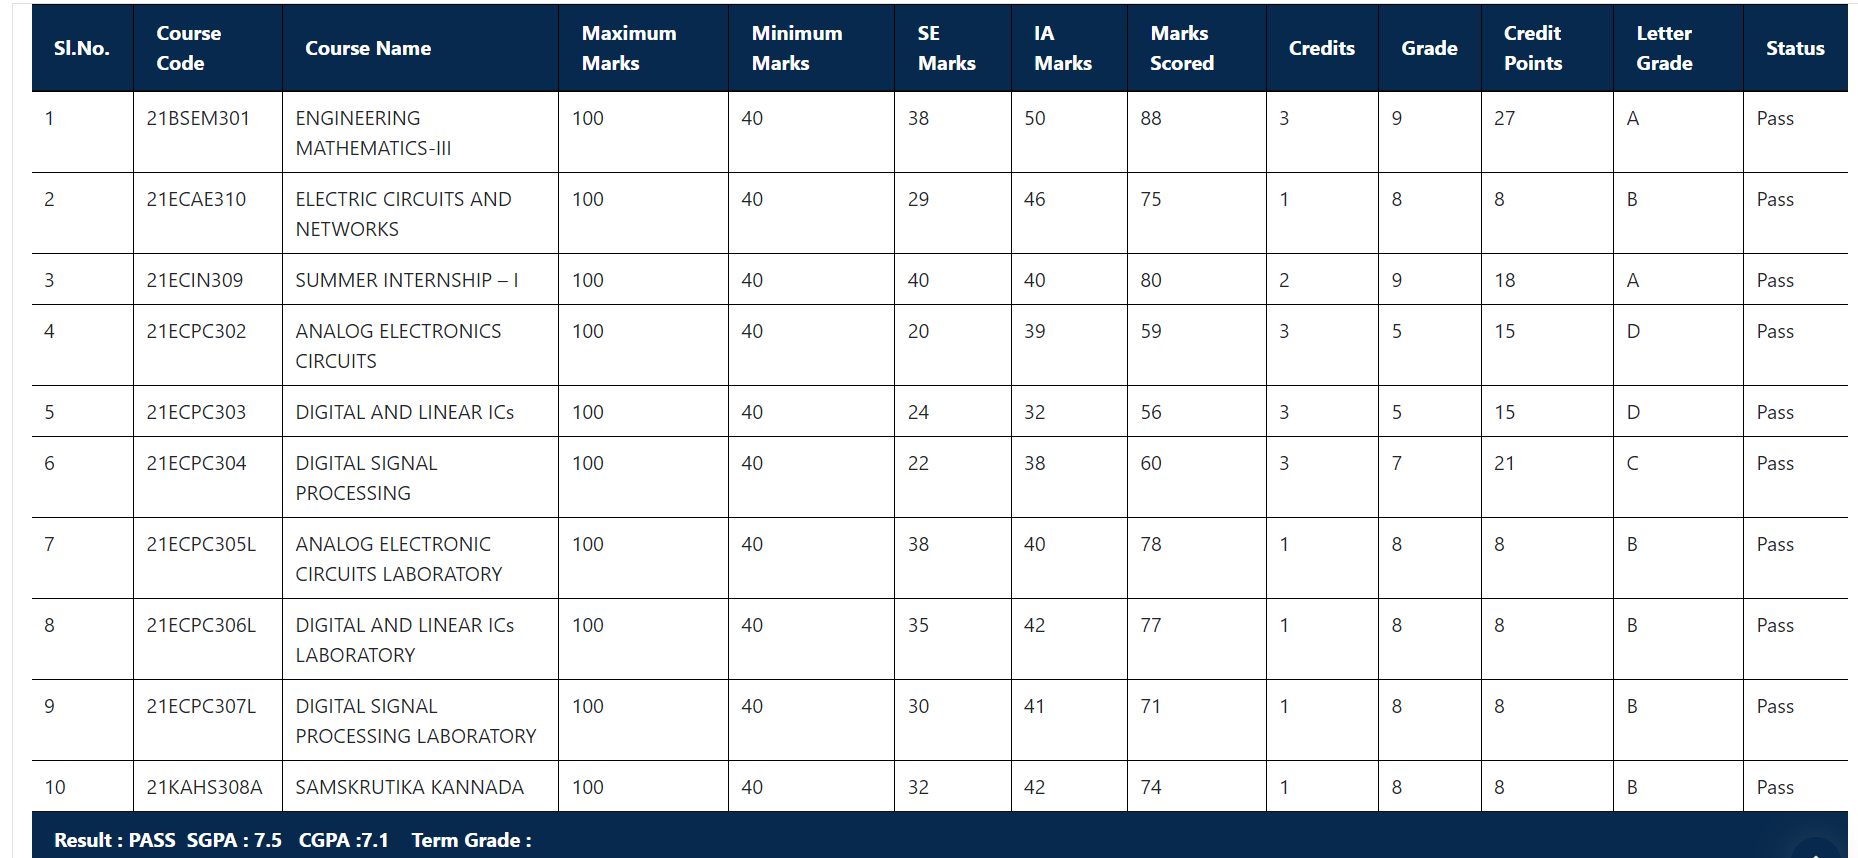 Sl.No. Course Code Course Name Maximum Marks Minimum Marks SE Marks IA Marks Marks Scored Credits Grade Credit Points Letter Grade Status
1 21BSEM301 ENGINEERING MATHEMATICS-III 100 40 38 50 88 3 9 27 A Pass
2 21ECAE310 ELECTRIC CIRCUITS AND NETWORKS 100 40 29 46 75 1 8 8 B Pass
3 21ECIN309 SUMMER INTERNSHIP – I 100 40 40 40 80 2 9 18 A Pass
4 21ECPC302 ANALOG ELECTRONICS CIRCUITS 100 40 20 39 59 3 5 15 D Pass
5 21ECPC303 DIGITAL AND LINEAR ICs 100 40 24 32 56 3 5 15 D Pass
6 21ECPC304 DIGITAL SIGNAL PROCESSING 100 40 22 38 60 3 7 21 C Pass
7 21ECPC305L ANALOG ELECTRONIC CIRCUITS LABORATORY 100 40 38 40 78 1 8 8 B Pass
8 21ECPC306L DIGITAL AND LINEAR ICs LABORATORY 100 40 35 42 77 1 8 8 B Pass
9 21ECPC307L DIGITAL SIGNAL PROCESSING LABORATORY 100 40 30 41 71 1 8 8 B Pass
10 21KAHS308A SAMSKRUTIKA KANNADA 100 40 32 42 74 1 8 8 B Pass
Result : PASS SGPA : 7.5 CGPA :7.1 Term Grade :